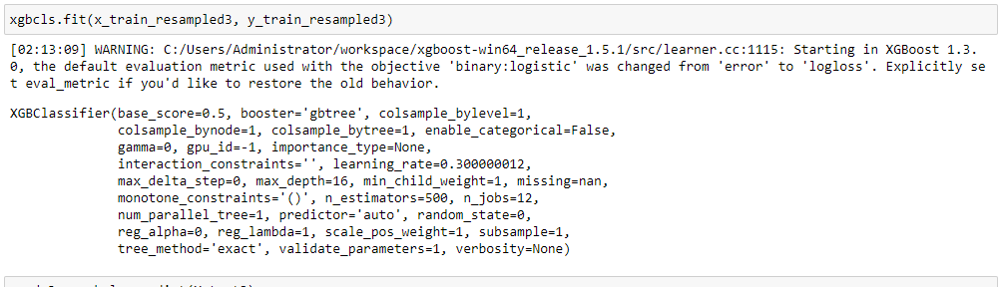 xgbcls.fit(x_train_resampled3, y_train_resampled3)
[02:13:09] WARNING: C:/Users/Administrator/workspace/xgboost-win64_release_1.5.1/src/learner.cc:1115: Starting in XGBoost 1.3.
0, the default evaluation metric used with the objective 'binary:logistic' was changed from 'error' to 'logloss'. Explicitly se
t eval_metric if you'd like to restore the old behavior.
XGBClassifier(base_score=0.5, booster='gbtree', colsample_bylevel=1,
colsample_bynode=1, colsample_bytree=1, enable_categorical=False,
gamma=0, gpu_id=-1, importance_type=None,
interaction_constraints='', learning_rate=0.300000012,
max_delta_step=0, max_depth=16, min_child_weight=1, missing=nan,
monotone_constraints='()', n_estimators=500, n_jobs=12,
num_parallel_tree=1, predictor='auto', random_state=0,
reg_alpha=0, reg_lambda=1, scale_pos_weight=1, subsample=1,
tree_method='exact', validate_parameters=1, verbosity=None)